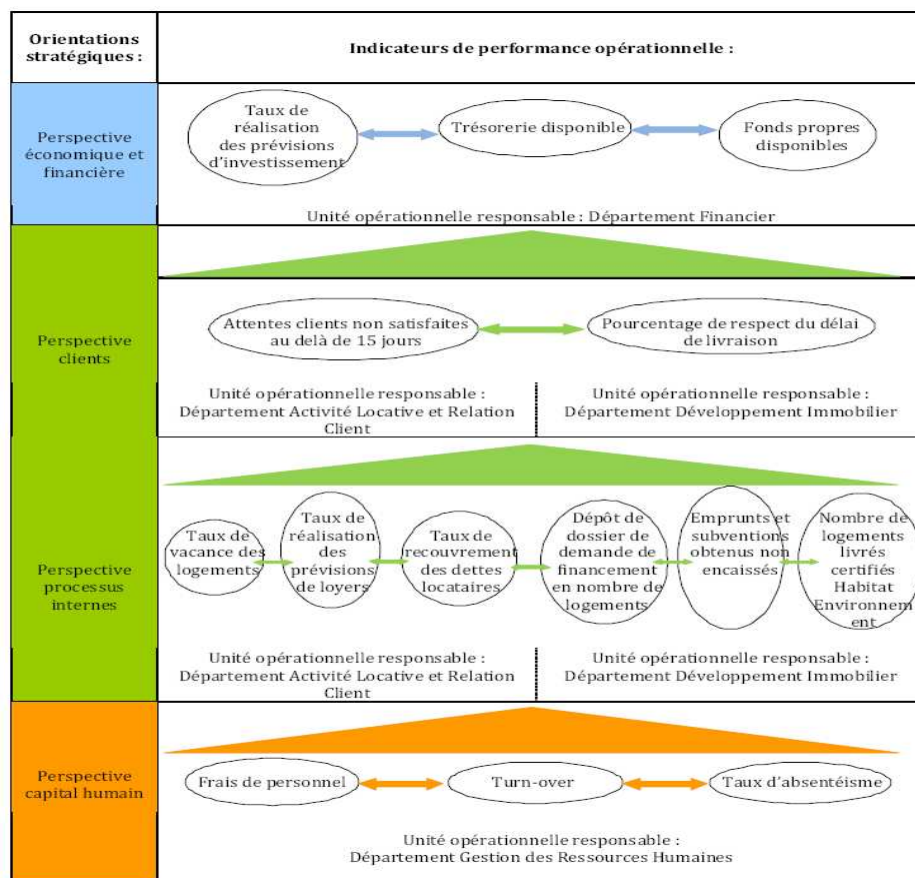 Orientations
stratégiques :
Indicateurs de performance opérationnelle :
Perspective
économique et
financière
Taux de
réalisation
des prévisions
d'investissement
Trésorerie disponible
Fonds propres
disponibles
Unité opérationnelle responsable : Département Financier
Perspective
clients
Attentes clients non satisfaites
au delà de 15 jours
Pourcentage de respect du délai
de livraison
Unité opérationnelle responsable :
Département Activité Locative et Relation
Client
Unité opérationnelle responsable :
Département Développement Immobilier
Perspective
processus
internes
Taux de
vacance des
logements
Taux de
réalisation
des
prévisions
de loyers
Taux de
recouvrement
des dettes
locataires
Dépôt de
dossier de
demande de
financement
en nombre de
logements
Emprunts et
subventions
obtenus non
encaissés
Nombre de
logements
livrés
certifiés
Habitat
Environnem
ent
Unité opérationnelle responsable :
Département Activité Locative et Relation
Client
Unité opérationnelle responsable :
Département Développement Immobilier
Perspective
capital humain
Frais de personnel
Turn-over
Taux d'absentéisme
Unité opérationnelle responsable :
Département Gestion des Ressources Humaines